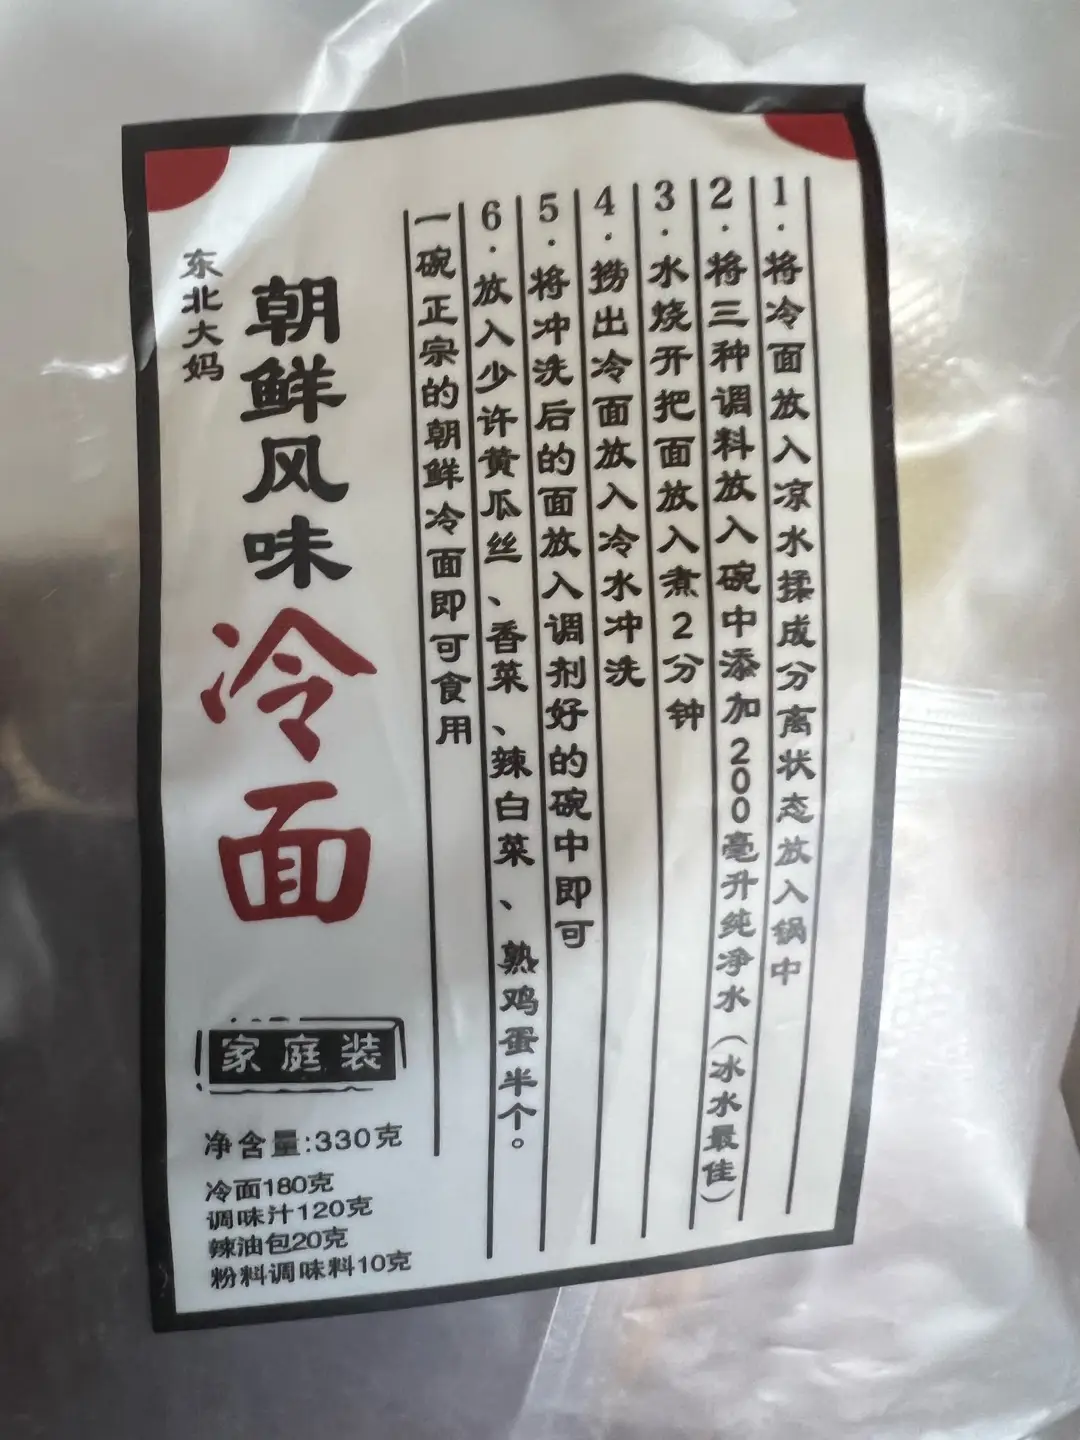 1.将冷面放入凉水揉成分离状态放入锅中
2.将三种调料放入碗中添加200毫升纯净水(冰水最佳)
3.水烧开把面放入煮2分钟
4.捞出冷面放入冷水冲洗
5.将冲洗后的面放入调剂好的碗中即可
6.放入少许黄瓜丝、香菜、辣白菜、熟鸡蛋半个。
一碗正宗的朝鲜冷面即可食用
朝鲜风味冷面
东北大妈
家庭装
净含量:330克
冷面180克
调味汁120克
辣油包20克
粉料调味料10克